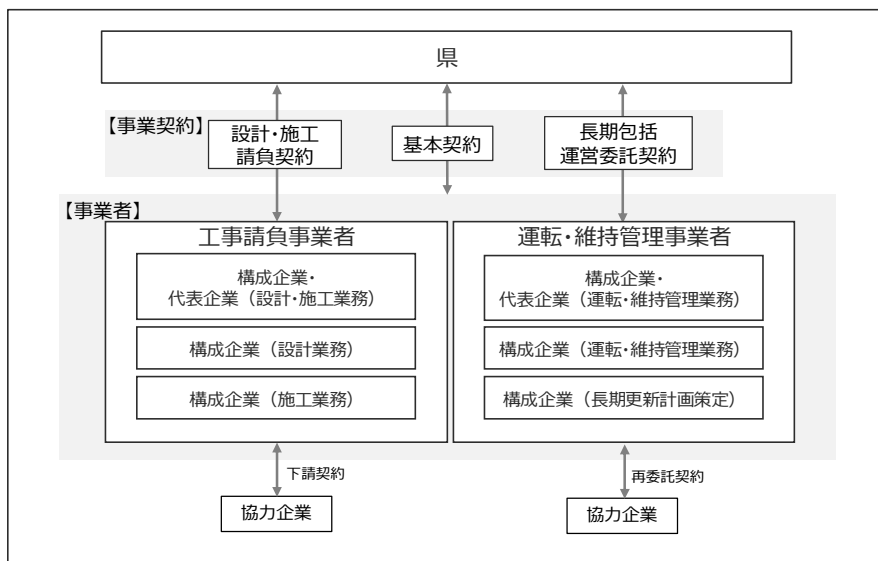 県
【事業契約】
設計・施工
請負契約
基本契約
長期包括
運営委託契約
【事業者】
工事請負事業者
構成企業・
代表企業（設計・施工業務）
構成企業（設計業務）
構成企業（施工業務）
運転・維持管理事業者
構成企業・
代表企業（運転・維持管理業務）
構成企業（運転・維持管理業務）
構成企業（長期更新計画策定）
下請契約
協力企業
再委託契約
協力企業